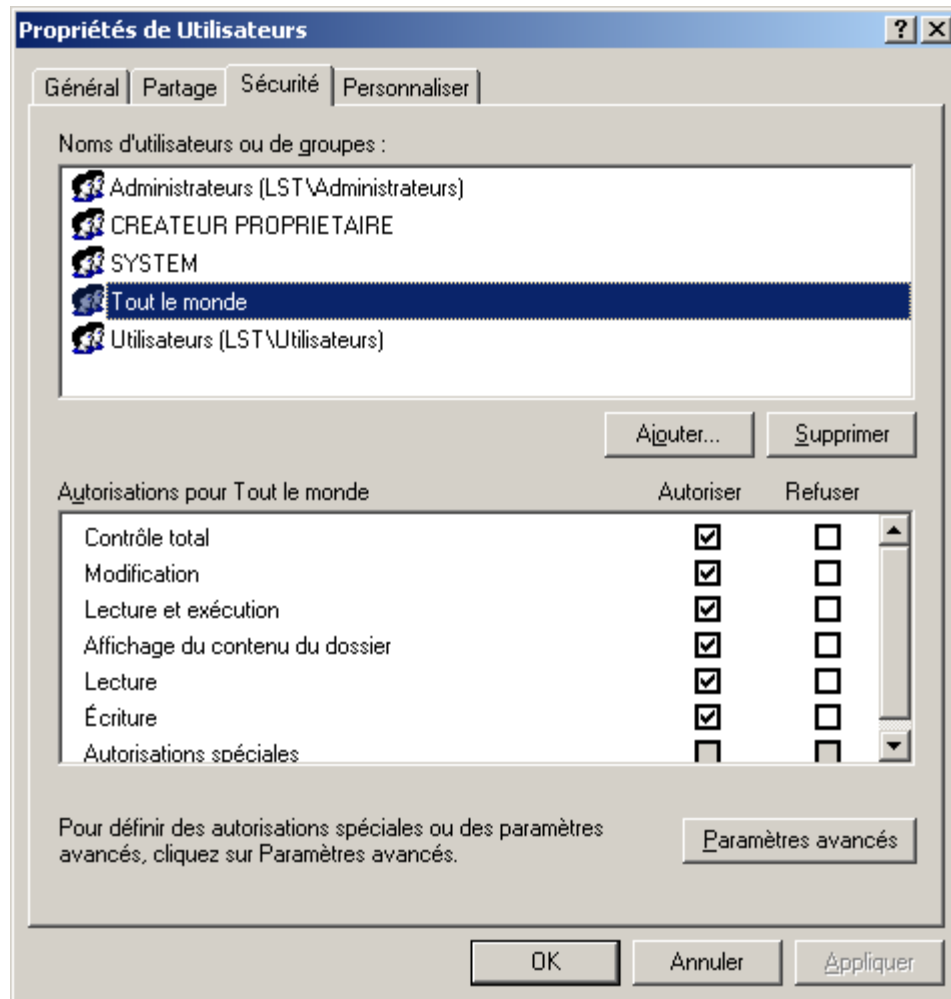 Propriétés de Utilisateurs
Général Partage Sécurité Personnaliser
Noms d'utilisateurs ou de groupes :
Administrateurs (LST\Administrateurs)
CREATEUR PROPRIETAIRE
SYSTEM
Tout le monde
Utilisateurs (LST\Utilisateurs)
Ajouter... Supprimer
Autorisations pour Tout le monde Autoriser Refuser
Contrôle total
Modification
Lecture et exécution
Affichage du contenu du dossier
Lecture
Écriture
Autorisations spéciales
Pour définir des autorisations spéciales ou des paramètres
avancés, cliquez sur Paramètres avancés.
Paramètres avancés
OK Annuler Appliquer